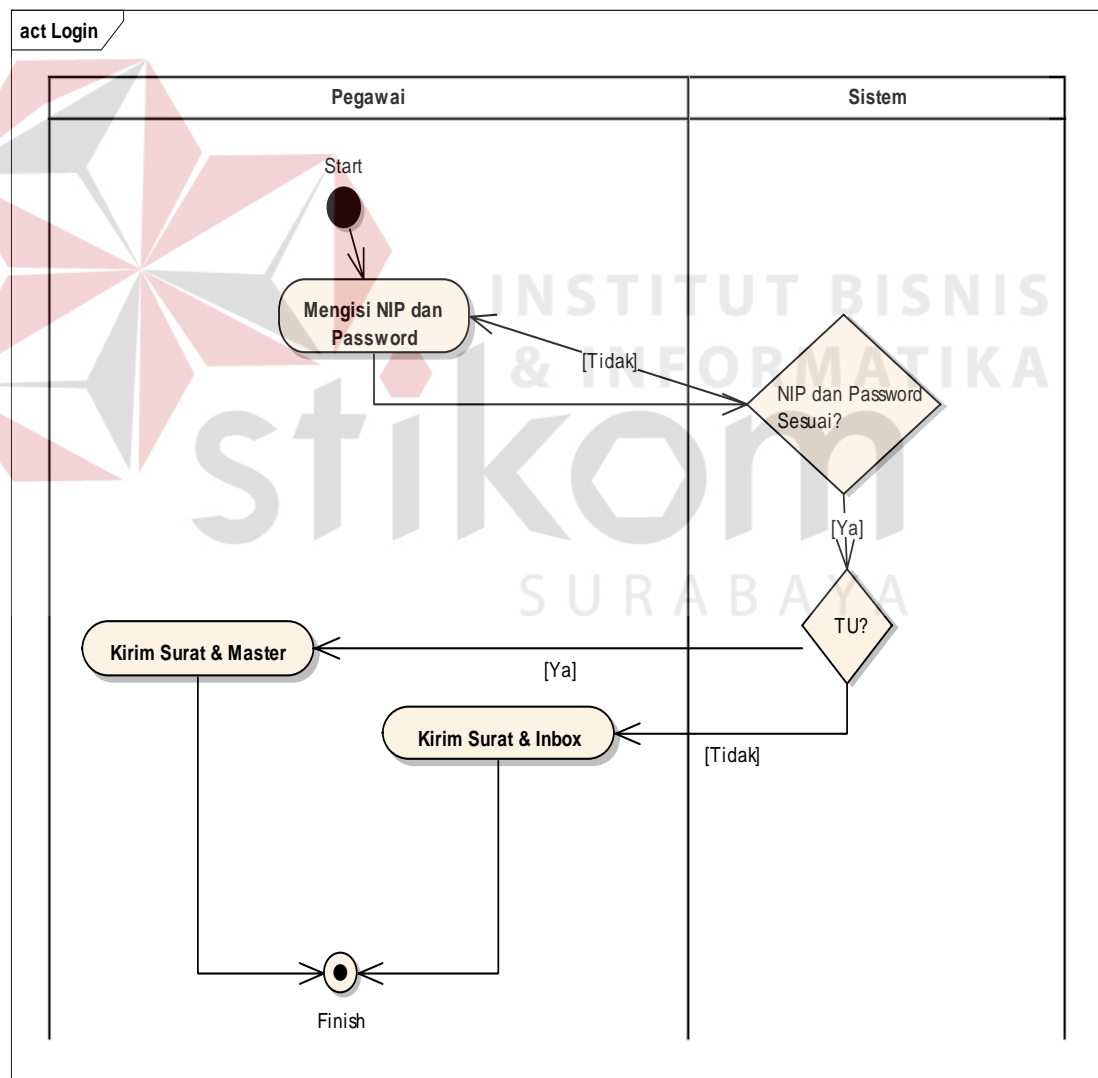 act Login
Pegawai
Sistem
Start
Mengisi NIP dan
Password
INSTITUT BISNIS
& INFORMATIKA
[Tidak]
NIP dan Password
Sesuai?
stikom
[Ya]
SURABAYA
TU?
Kirim Surat & Master
[Ya]
Kirim Surat & Inbox
[Tidak]
Finish